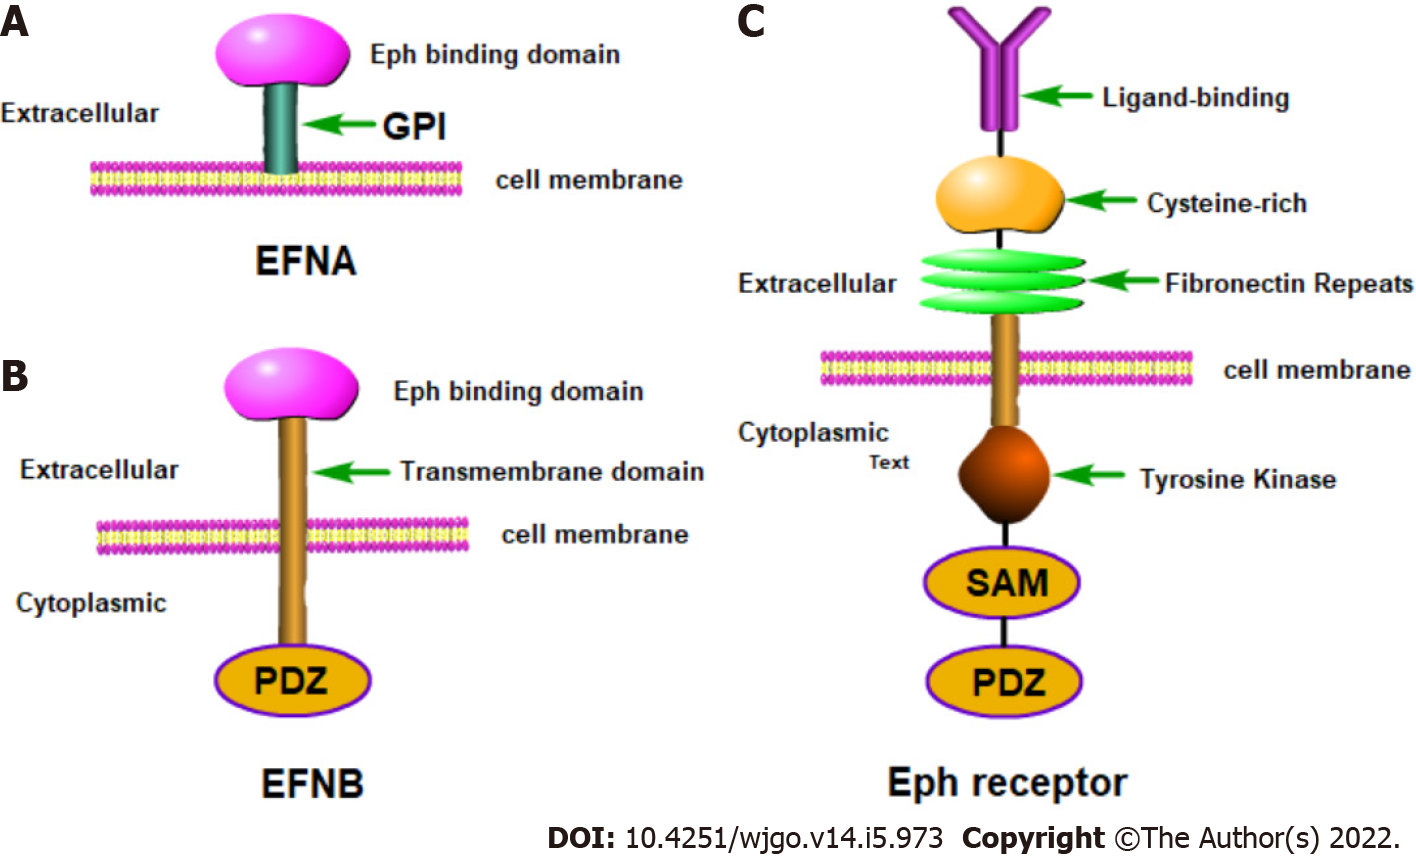 A
Eph binding domain
Extracellular
GPI
cell membrane
EFNA
B
Eph binding domain
Extracellular
Transmembrane domain
cell membrane
Cytoplasmic
PDZ
EFNB
C
Ligand-binding
Cysteine-rich
Extracellular
Fibronectin Repeats
cell membrane
Cytoplasmic
Text
Tyrosine Kinase
SAM
PDZ
Eph receptor
DOI: 10.4251/wjgo.v14.i5.973 Copyright ©The Author(s) 2022.